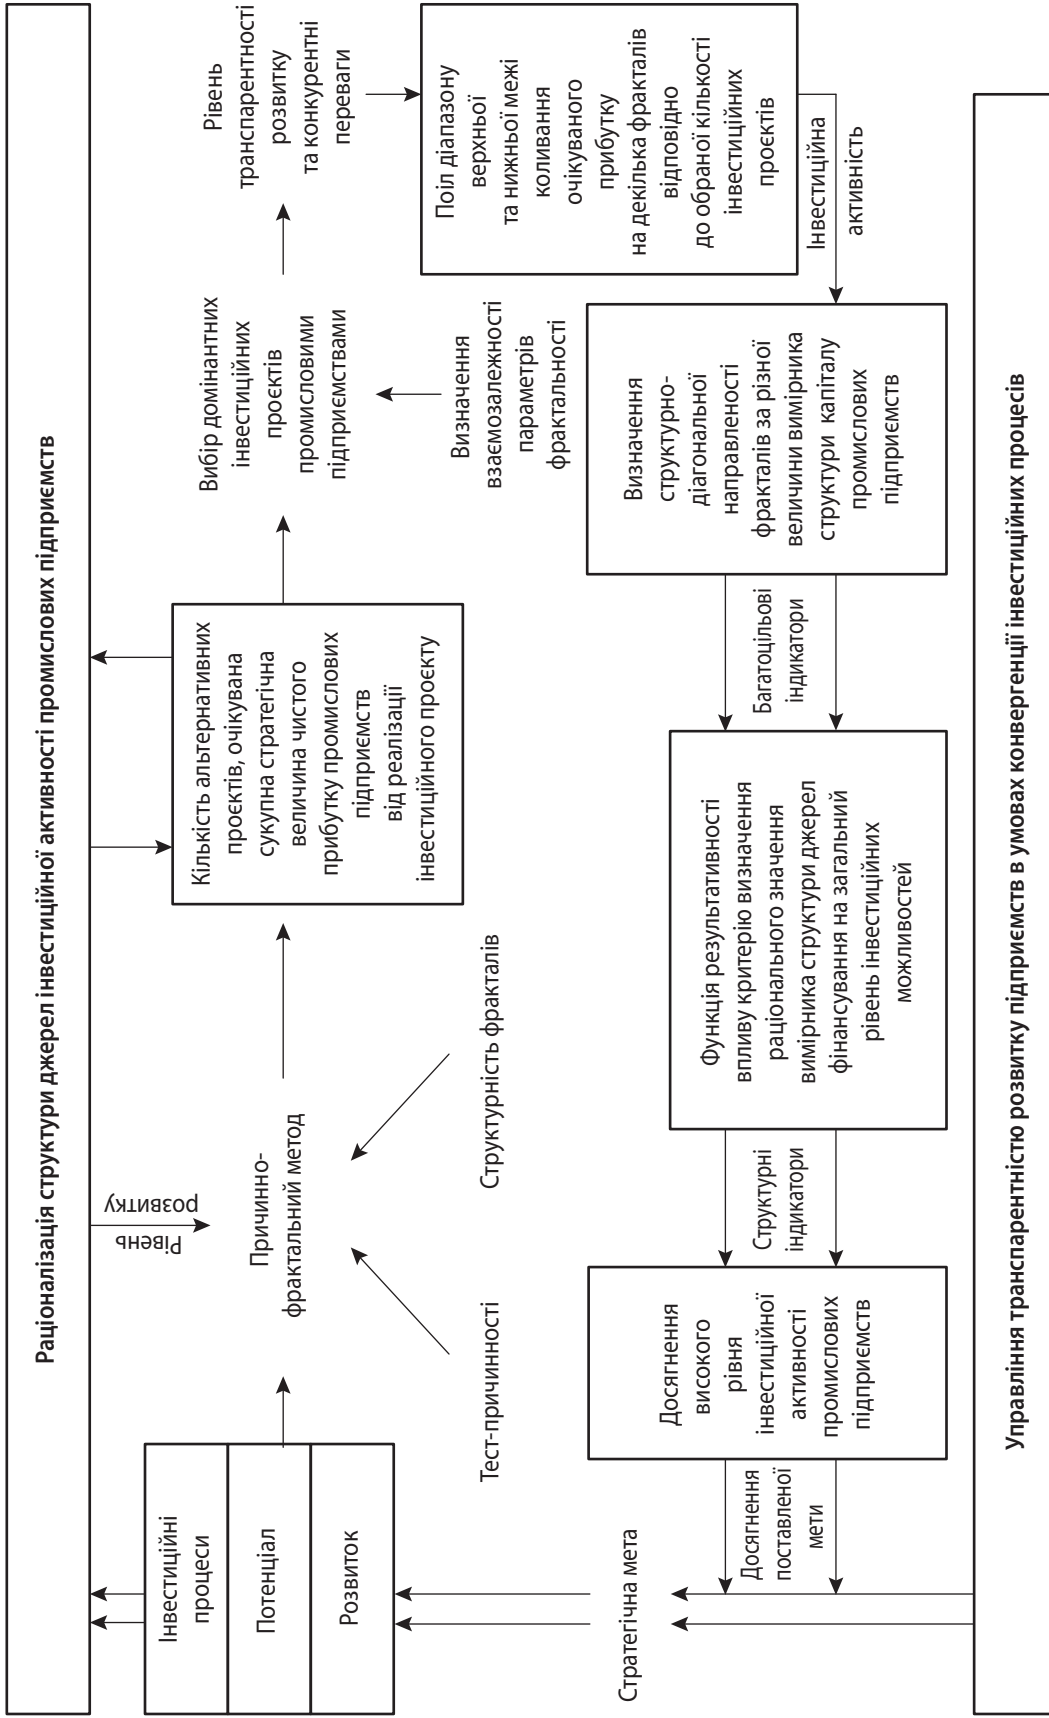 Раціоналізація структури джерел інвестиційної активності промислових підприємств
Інвестиційні
процеси
Потенціал
Розвиток
Рівень
розвитку
Причинно-
фрактальний метод
Тест-причинності
Структурність фракталів
Кількість альтернативних
проєктів, очікувана
сукупна стратегічна
величина чистого
прибутку промислових
підприємств
від реалізації
інвестиційного проєкту
Вибір домінантних
інвестиційних
проєктів
промисловими
підприємствами
Визначення
взаємозалежності
параметрів
фрактальності
Рівень
транспарентності
розвитку
та конкурентні
переваги
Поіл діапазону
верхньої
та нижньої межі
коливання
очікуваного
прибутку
на декілька фракталів
відповідно
до обраної кількості
інвестиційних
проєктів
Інвестиційна
активність
Визначення
структурно-
діагональної
направленості
фракталів за різної
величини вимірника
структури капіталу
промислових
підприємств
Багатоцільові
індикатори
Функція результативності
впливу критерію визначення
раціонального значення
вимірника структури джерел
фінансування на загальний
рівень інвестиційних
можливостей
Структурні
індикатори
Досягнення
високого
рівня
інвестиційної
активності
промислових
підприємств
Досягнення
поставленої
мети
Стратегічна мета
Управління транспарентністю розвитку підприємств в умовах конвергенції інвестиційних процесів